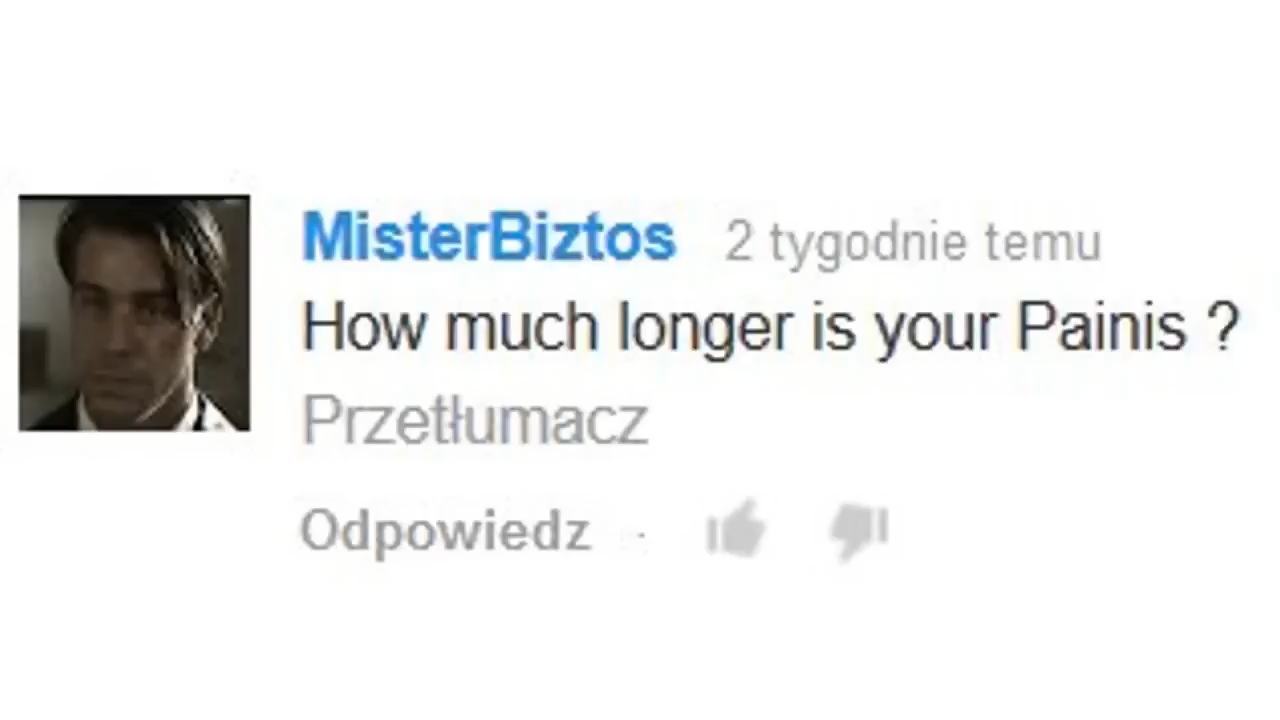 MisterBiztos 2 tygodnie temu
How much longer is your Painis ?
Przetłumacz
Odpowiedz ·